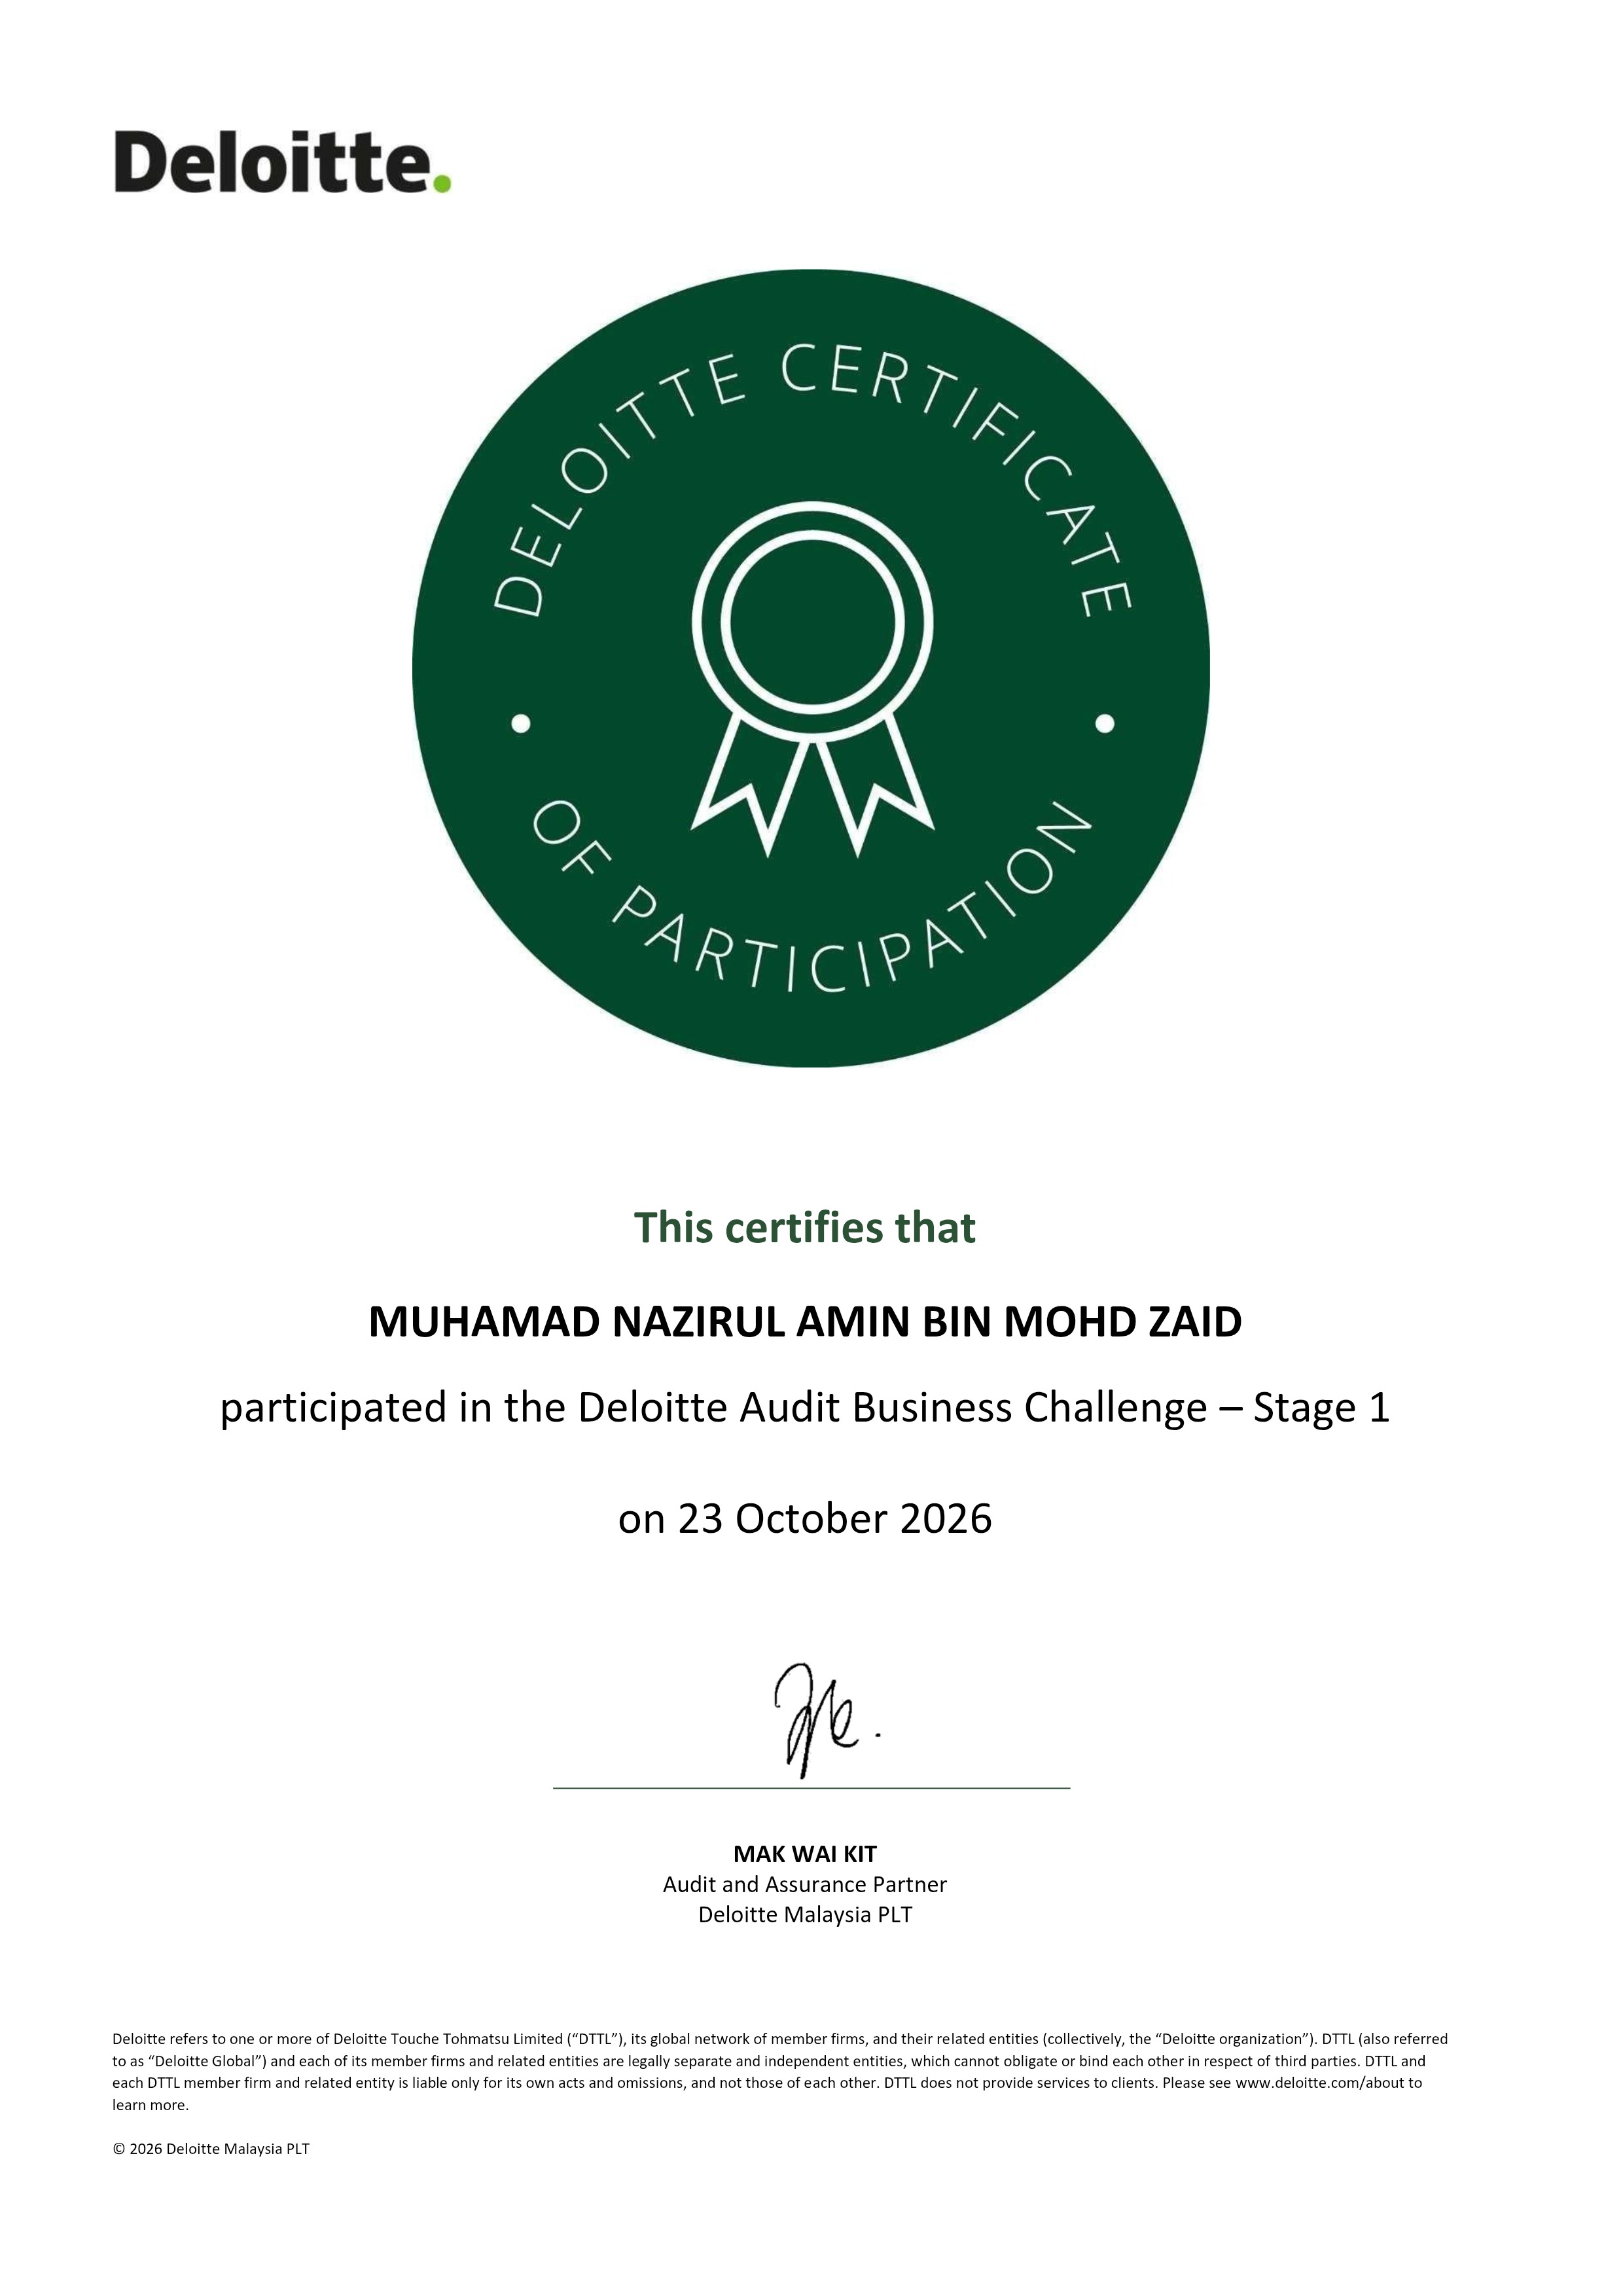 Deloitte.
DELOITTE CERTIFICATE
• OF PARTICIPATION •
This certifies that
MUHAMAD NAZIRUL AMIN BIN MOHD ZAID
participated in the Deloitte Audit Business Challenge – Stage 1
on 23 October 2026
MAK WAI KIT
Audit and Assurance Partner
Deloitte Malaysia PLT
Deloitte refers to one or more of Deloitte Touche Tohmatsu Limited (“DTTL”), its global network of member firms, and their related entities (collectively, the “Deloitte organization”). DTTL (also referred
to as “Deloitte Global”) and each of its member firms and related entities are legally separate and independent entities, which cannot obligate or bind each other in respect of third parties. DTTL and
each DTTL member firm and related entity is liable only for its own acts and omissions, and not those of each other. DTTL does not provide services to clients. Please see www.deloitte.com/about to
learn more.
© 2026 Deloitte Malaysia PLT